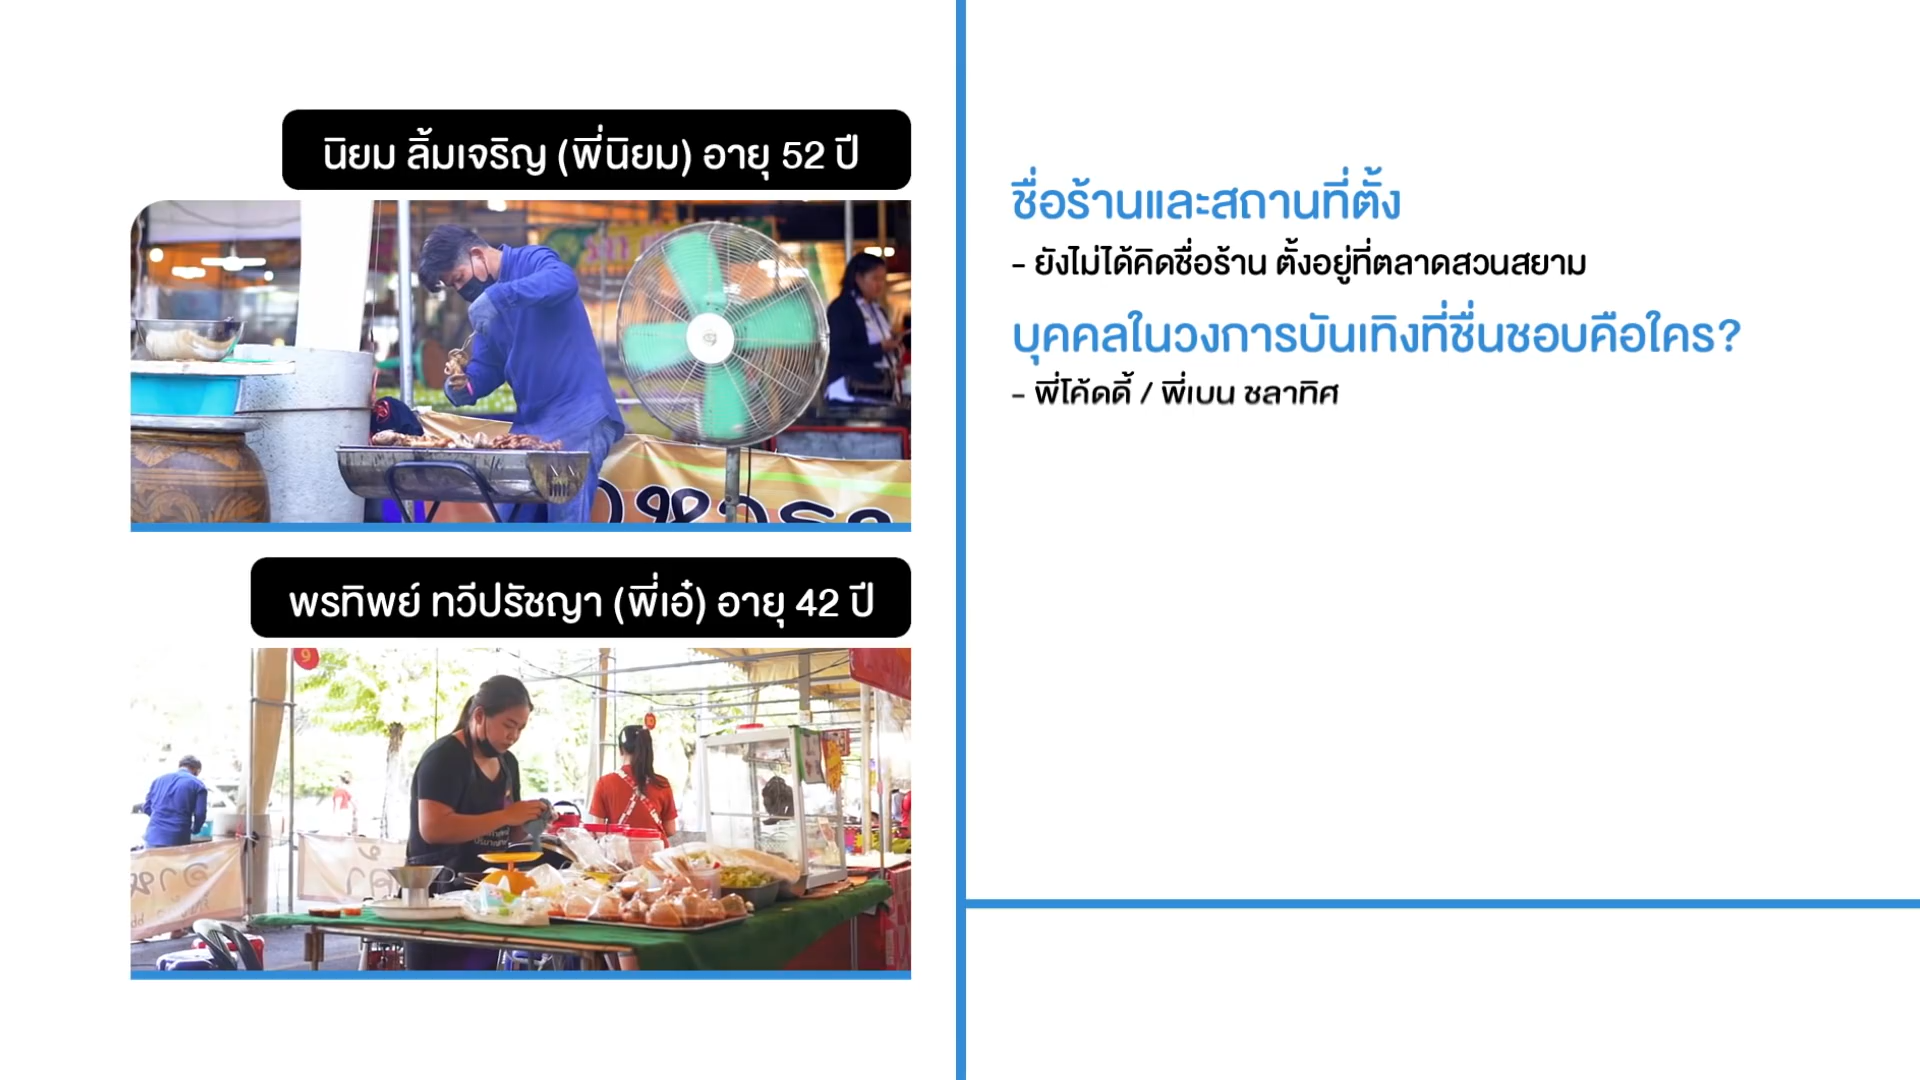 นิยม ลิ้มเจริญ (พี่นิยม) อายุ 52 ปี
พรทิพย์ ทวีปรัชญา (พี่เอ๋) อายุ 42 ปี
9
10
ชื่อร้านและสถานที่ตั้ง
- ยังไม่ได้คิดชื่อร้าน ตั้งอยู่ที่ตลาดสวนสยาม
บุคคลในวงการบันเทิงที่ชื่นชอบคือใคร?
- พี่โค้ดดี้ / พี่เบน ชลาทิศ